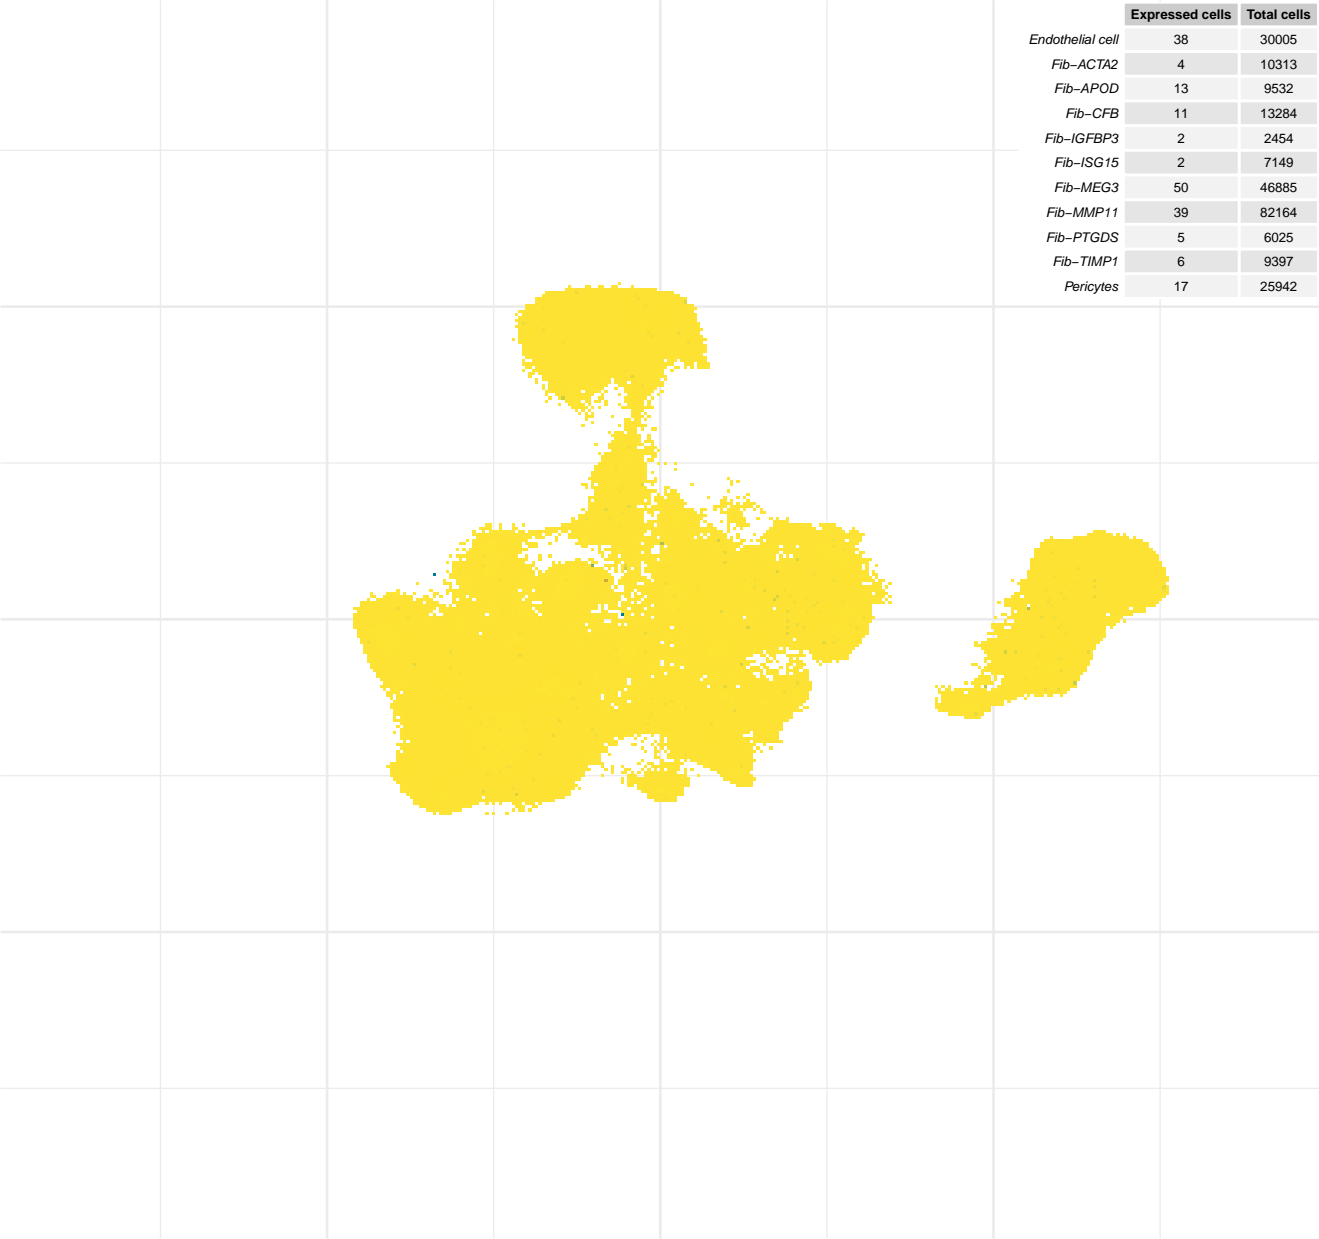 Expressed cells Total cells
Endothelial cell 38 30005
Fib−ACTA2 4 10313
Fib−APOD 13 9532
Fib−CFB 11 13284
Fib−IGFBP3 2 2454
Fib−ISG15 2 7149
Fib−MEG3 50 46885
Fib−MMP11 39 82164
Fib−PTGDS 5 6025
Fib−TIMP1 6 9397
Pericytes 17 25942